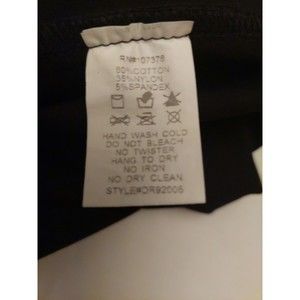 RN#107378
60%COTTON
35%NYLON
5%SPANDEX
HAND WASH COLD
DO NOT BLEACH
NO TWISTER
HANG TO DRY
NO IRON
NO DRY CLEAN
STYLE#DR92006